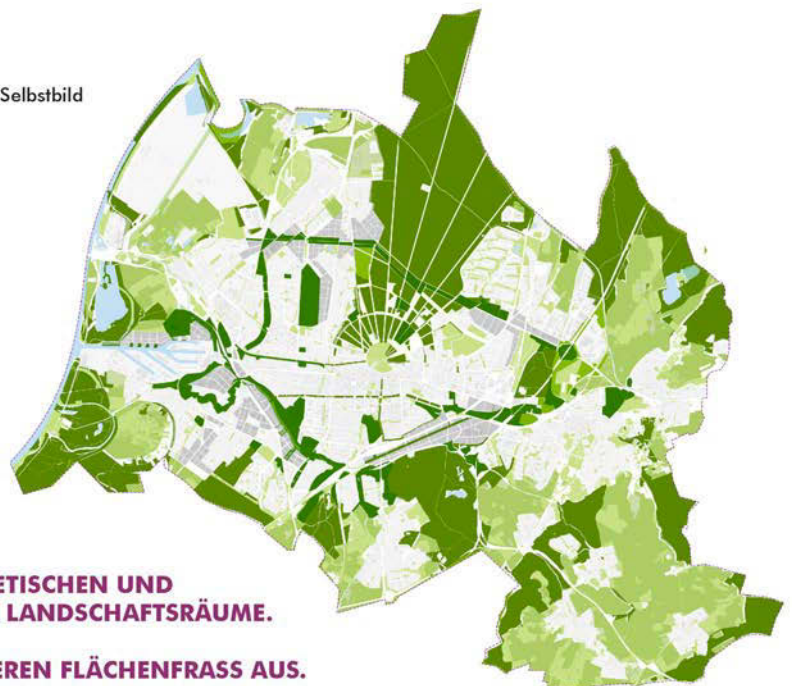 Selbstbild
ETISCHEN UND
LANDSCHAFTSRÄUME.
EREN FLÄCHENFRASS AUS.